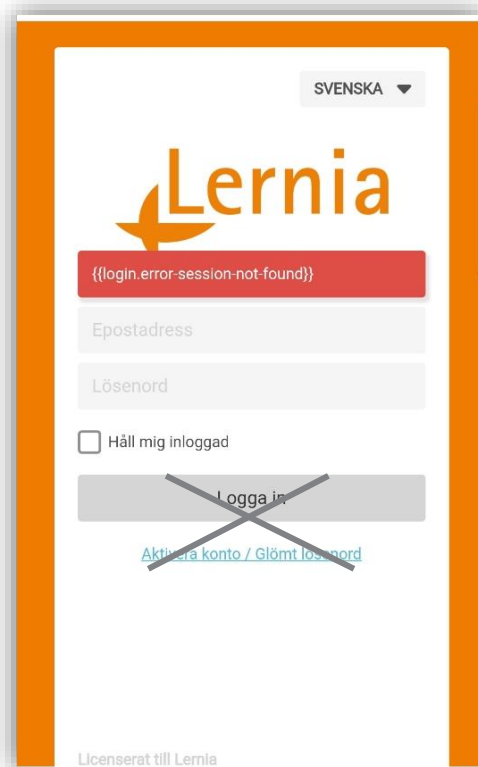 SVENSKA
Lernia
{{login.error-session-not-found}}
Epostadress
Lösenord
Håll mig inloggad
Logga in
Aktivera konto / Glömt lösenord
Licenserat till Lernia